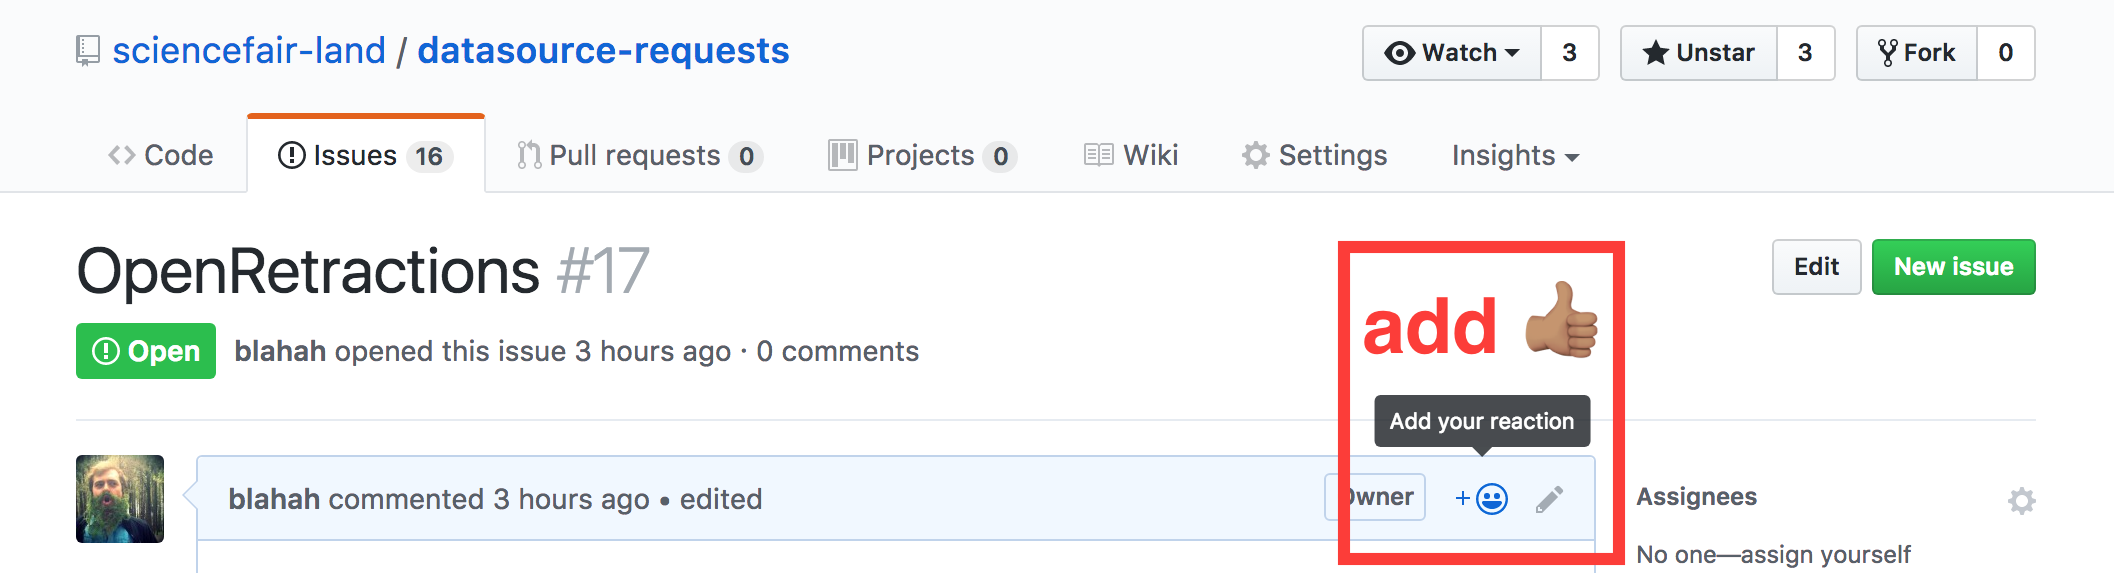 sciencefair-land / datasource-requests
Watch 3
Unstar 3
Fork 0
Code
Issues 16
Pull requests 0
Projects 0
Wiki
Settings
Insights
OpenRetractions #17
Edit
New issue
add 👍🏽
Open
blahah opened this issue 3 hours ago · 0 comments
Add your reaction
blahah commented 3 hours ago • edited
Owner
+
Assignees
No one—assign yourself